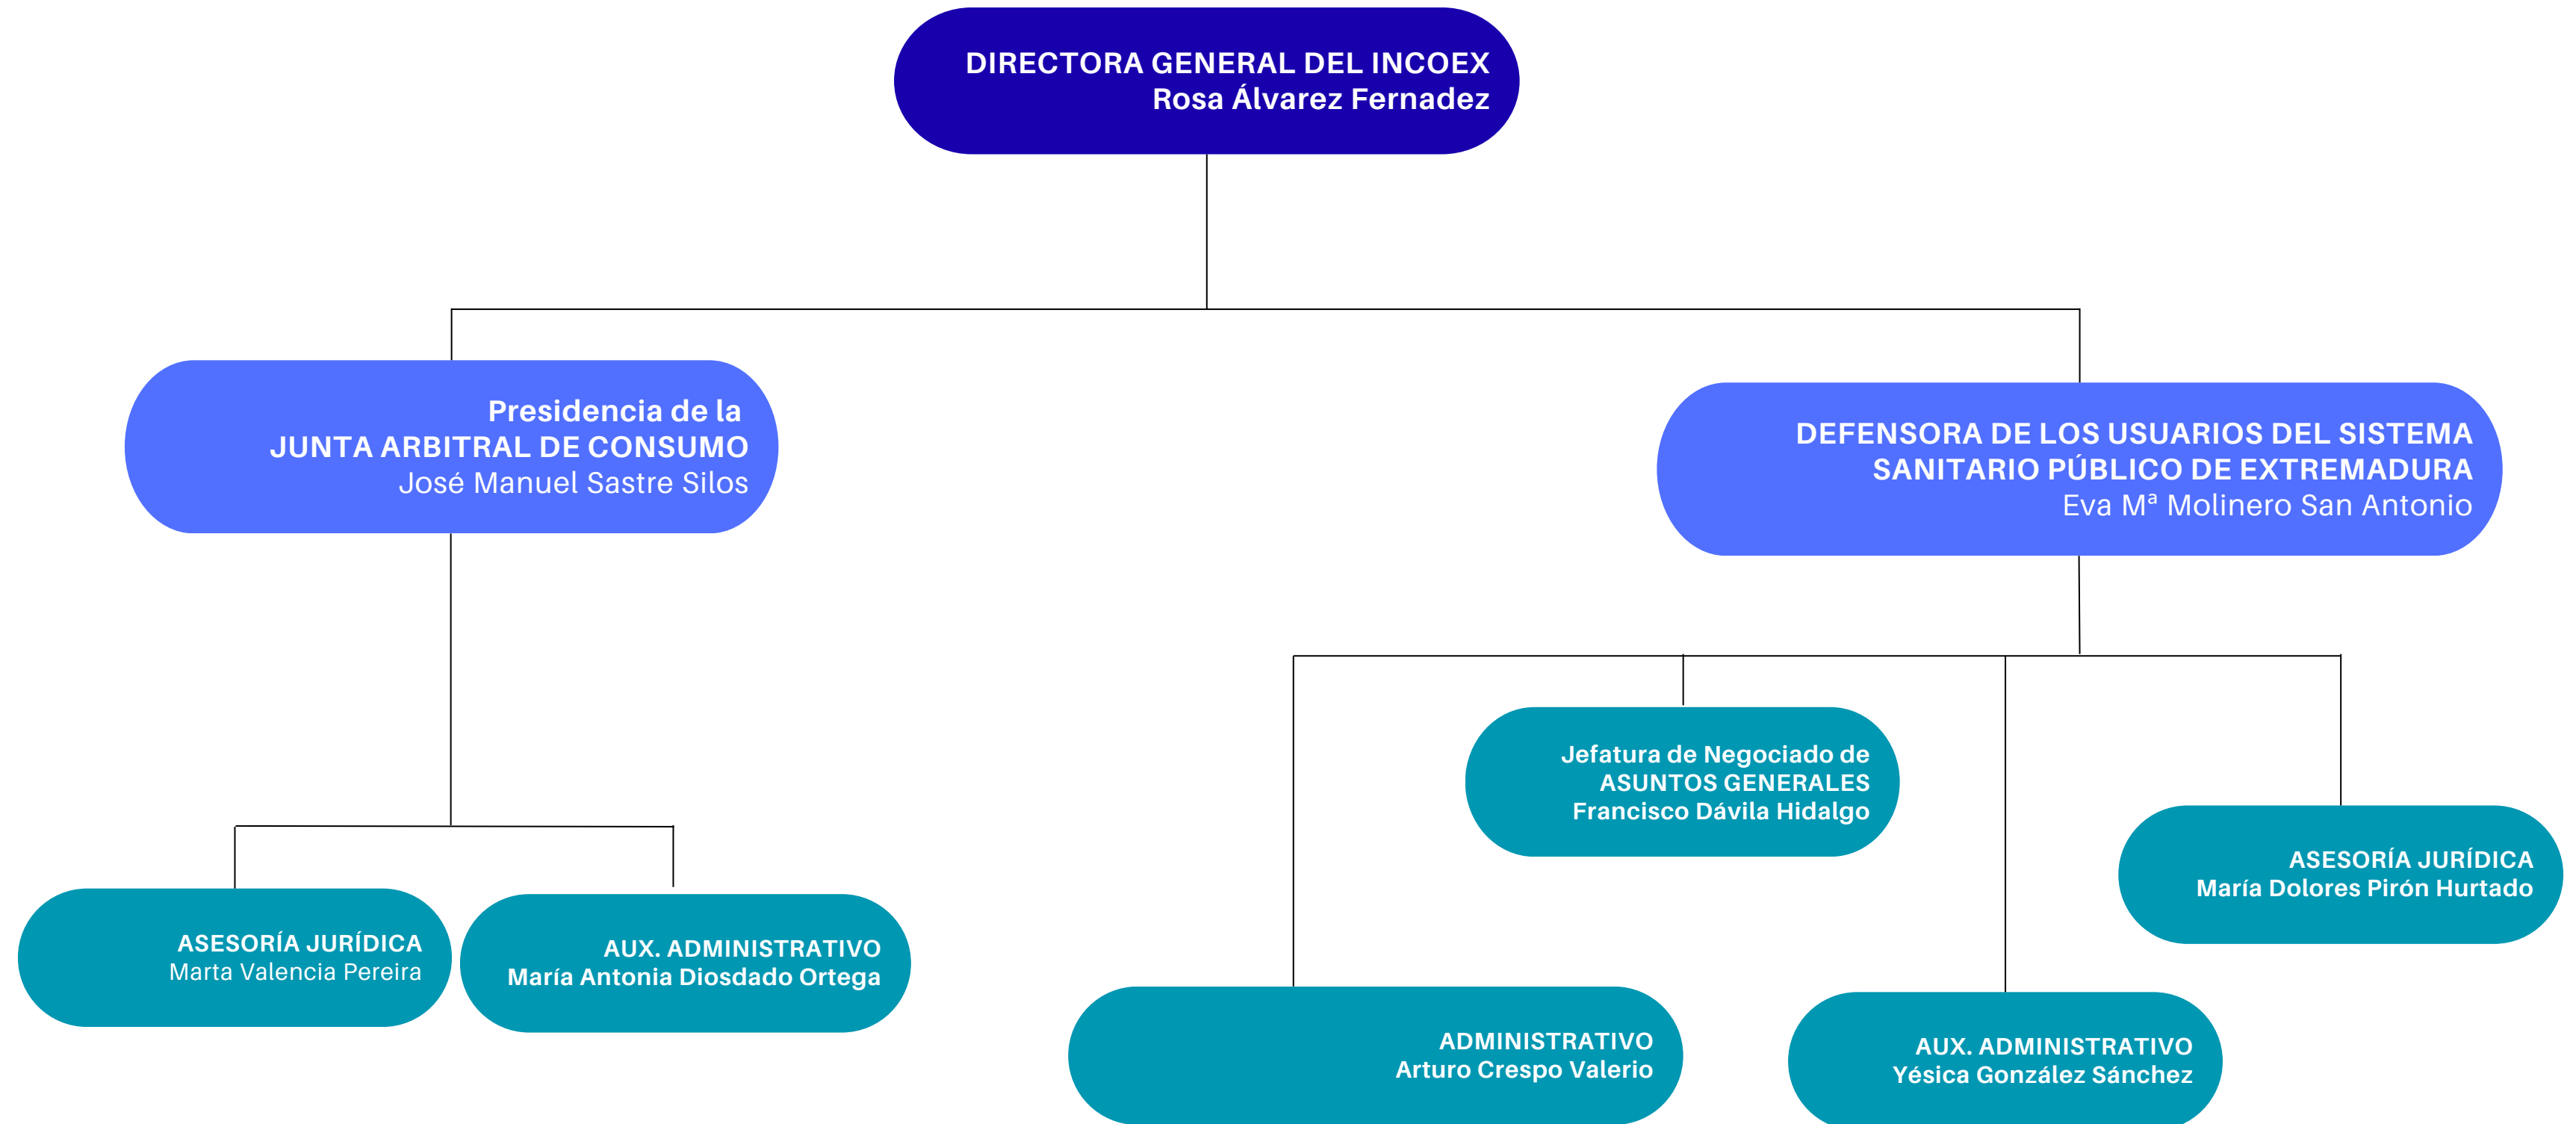 DIRECTORA GENERAL DEL INCOEX
Rosa Álvarez Fernadez
Presidencia de la
JUNTA ARBITRAL DE CONSUMO
José Manuel Sastre Silos
DEFENSORA DE LOS USUARIOS DEL SISTEMA
SANITARIO PÚBLICO DE EXTREMADURA
Eva Mª Molinero San Antonio
Jefatura de Negociado de
ASUNTOS GENERALES
Francisco Dávila Hidalgo
ASESORÍA JURÍDICA
María Dolores Pirón Hurtado
ASESORÍA JURÍDICA
Marta Valencia Pereira
AUX. ADMINISTRATIVO
María Antonia Diosdado Ortega
ADMINISTRATIVO
Arturo Crespo Valerio
AUX. ADMINISTRATIVO
Yésica González Sánchez